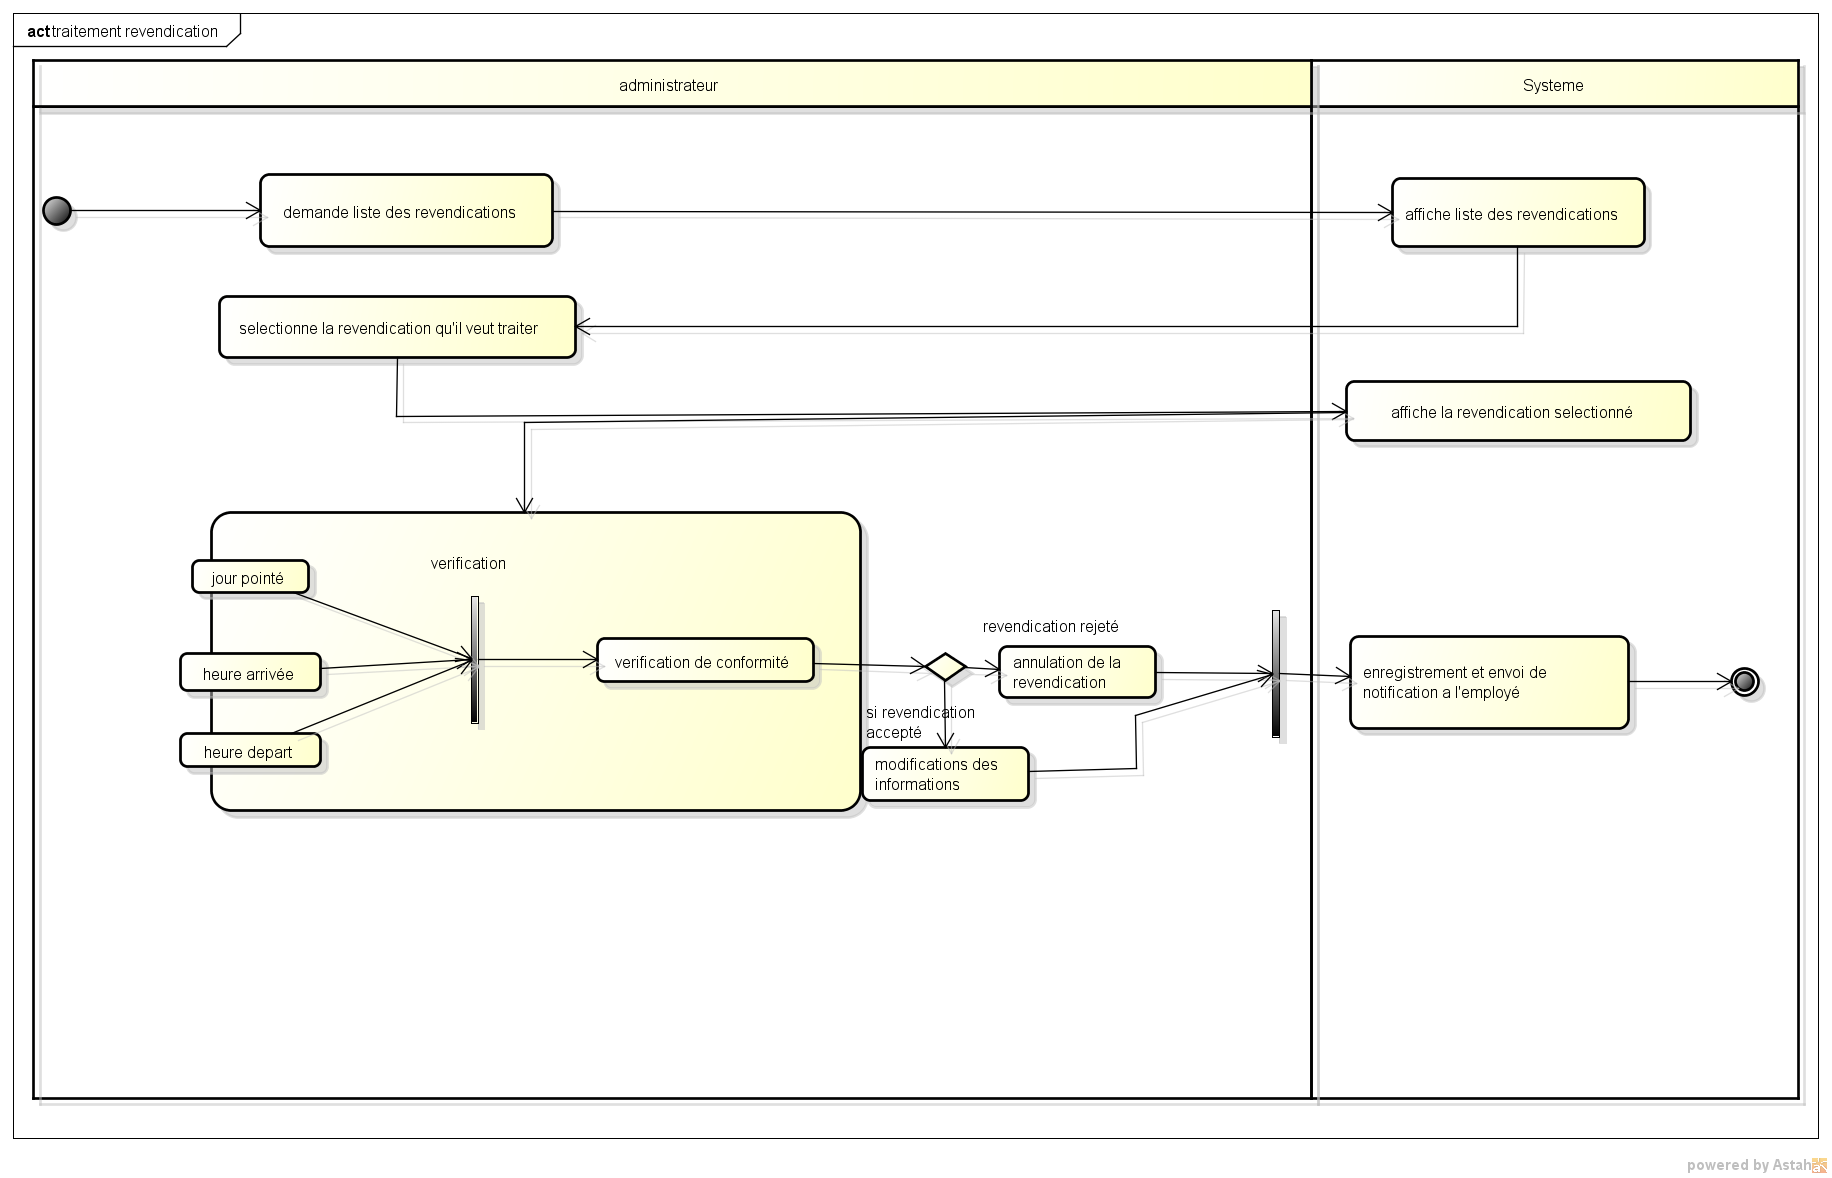 act traitement revendication
administrateur
Systeme
demande liste des revendications
affiche liste des revendications
selectionne la revendication qu'il veut traiter
affiche la revendication selectionné
verification
jour pointé
heure arrivée
heure depart
verification de conformité
revendication rejeté
annulation de la
revendication
si revendication
accepté
modifications des
informations
enregistrement et envoi de
notification a l'employé
powered by Astah